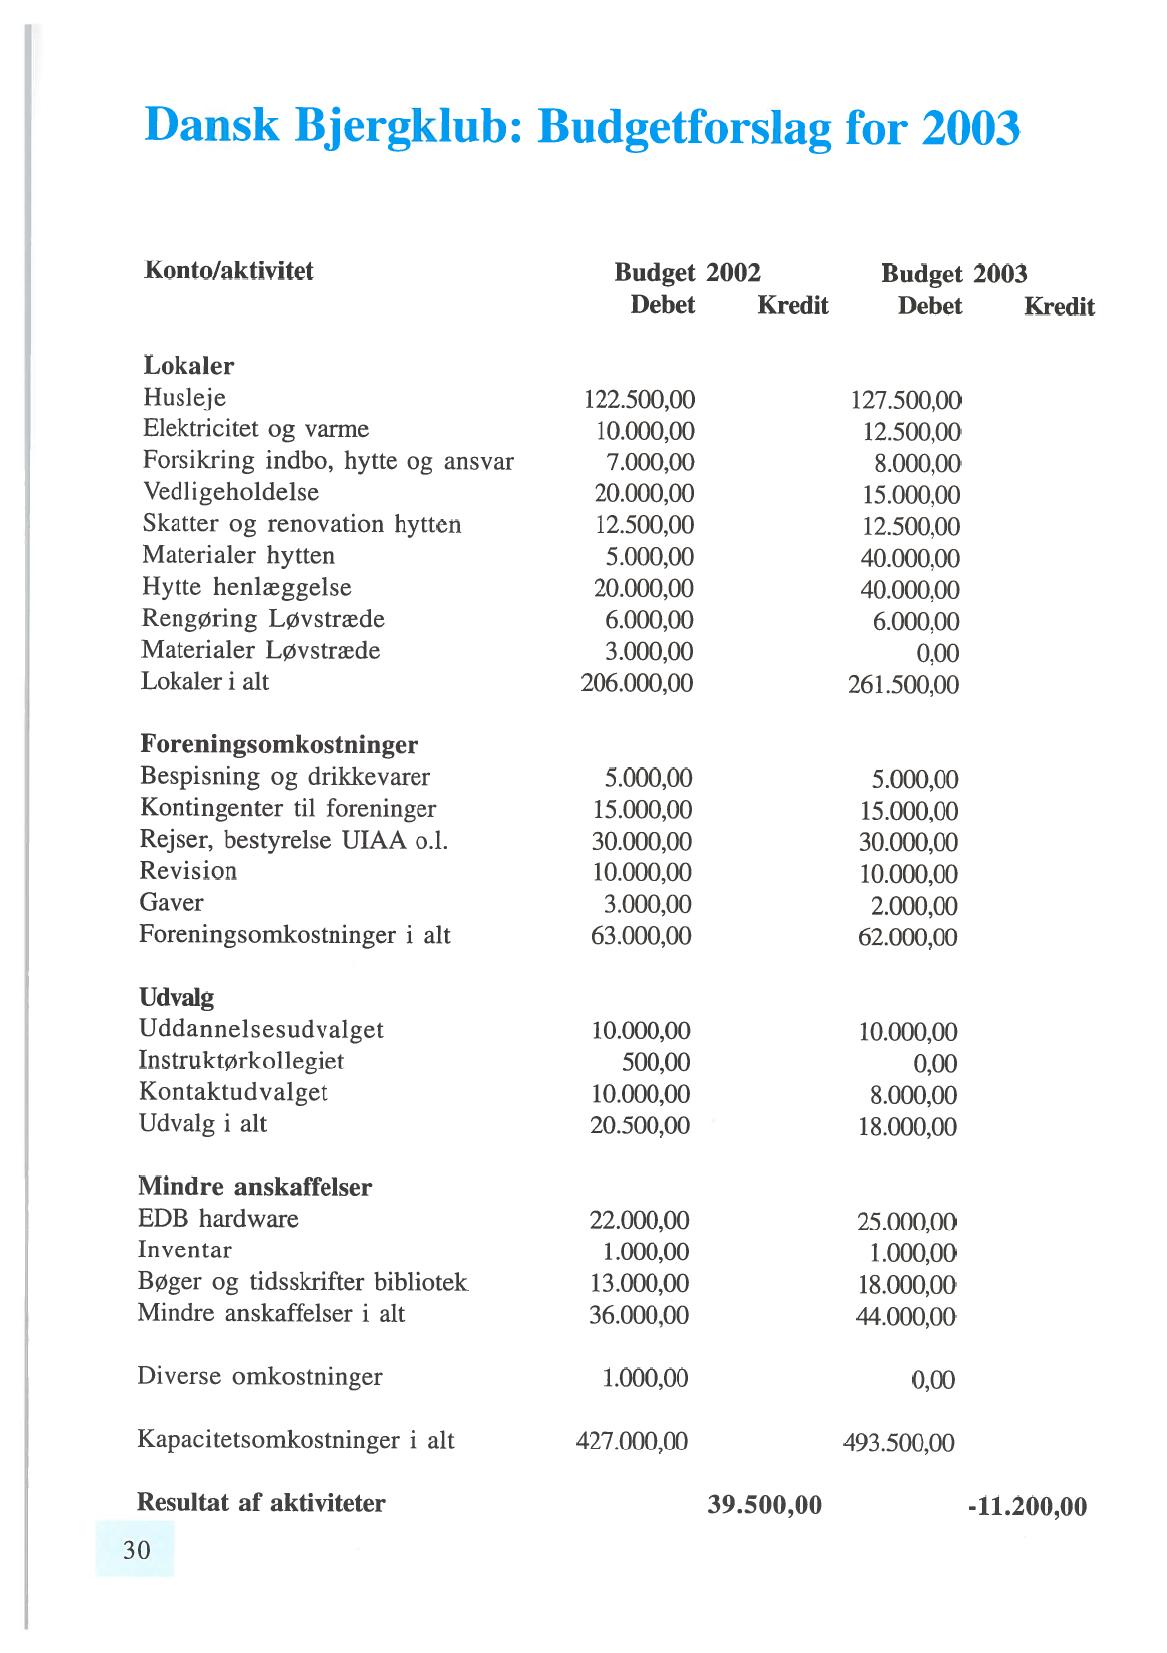 Dansk Bjergklub: Budgetforslag for 2003
Konto/aktivitet Budget 2002 Budget 2003
Debet Kredit Debet Kredit
Lokaler
Husleje 122.500,00 127.500,00
Elektricitet og varme 10.000,00 12.500,00
Forsikring indbo, hytte og ansvar 7.000,00 8.000,00
Vedligeholdelse 20.000,00 15.000,00
Skatter og renovation hytten 12.500,00 12.500,00
Materialer hytten 5.000,00 40.000,00
Hytte henlæggelse 20.000,00 40.000,00
Rengøring Løvstræde 6.000,00 6.000,00
Materialer Løvstræde 3.000,00 0,00
Lokaler i alt 206.000,00 261.500,00
Foreningsomkostninger
Bespisning og drikkevarer 5.000,00 5.000,00
Kontingenter til foreninger 15.000,00 15.000,00
Rejser, bestyrelse UIAA o.l. 30.000,00 30.000,00
Revision 10.000,00 10.000,00
Gaver 3.000,00 2.000,00
Foreningsomkostninger i alt 63.000,00 62.000,00
Udvalg
Uddannelsesudvalget 10.000,00 10.000,00
Instruktørkollegiet 500,00 0,00
Kontaktudvalget 10.000,00 8.000,00
Udvalg i alt 20.500,00 18.000,00
Mindre anskaffelser
EDB hardware 22.000,00 25.000,00
Inventar 1.000,00 1.000,00
Bøger og tidsskrifter bibliotek 13.000,00 18.000,00
Mindre anskaffelser i alt 36.000,00 44.000,00
Diverse omkostninger 1.000,00 0,00
Kapacitetsomkostninger i alt 427.000,00 493.500,00
Resultat af aktiviteter 39.500,00 -11.200,00
30